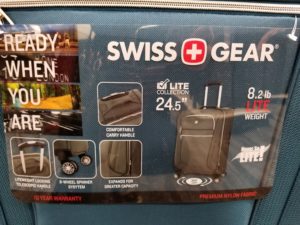 READY
WHEN
YOU
ARE
SWISS GEAR
LITE
COLLECTION
24.5"
8.2 lb
LITE
WEIGHT
COMFORTABLE
CARRY HANDLE
LIFEWEIGHT LOCKING
TELESCOPIC HANDLE
8-WHEEL SPINNER
SYSTEM
EXPANDS FOR
GREATER CAPACITY
10 YEAR WARRANTY
PREMIUM NYLON FABRIC